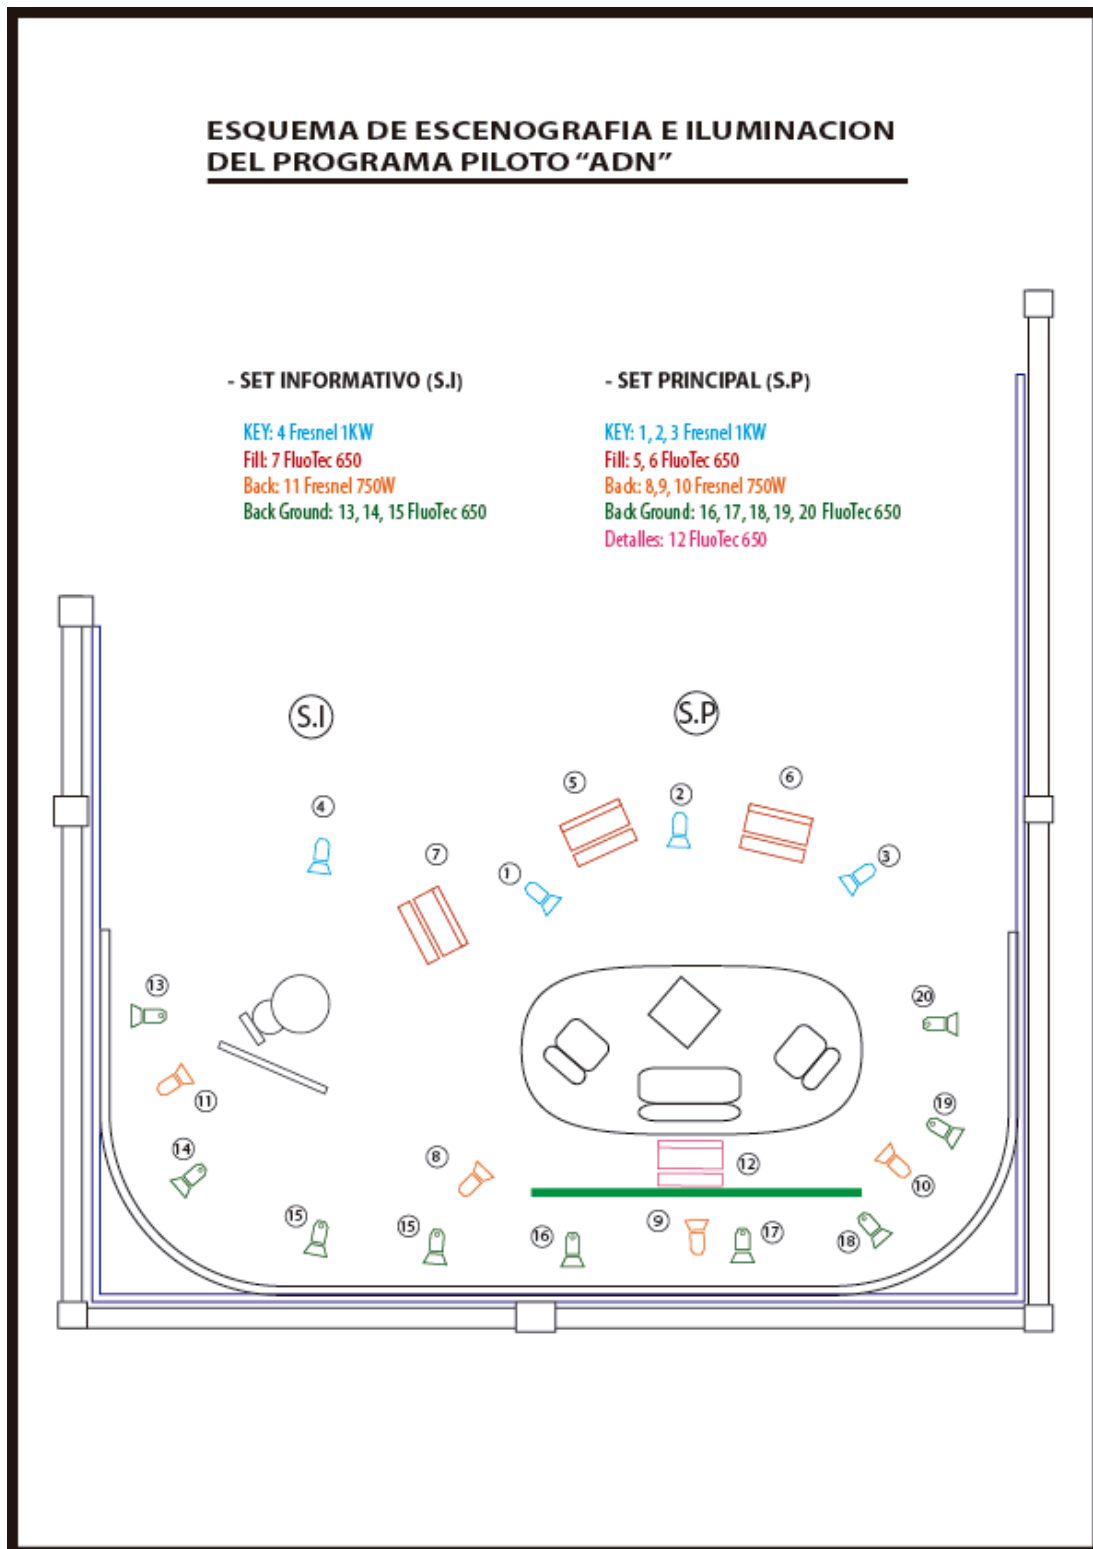 ESQUEMA DE ESCENOGRAFIA E ILUMINACION
DEL PROGRAMA PILOTO “ADN”
- SET INFORMATIVO (S.I)
KEY: 4 Fresnel 1KW
Fill: 7 FluoTec 650
Back: 11 Fresnel 750W
Back Ground: 13, 14, 15 FluoTec 650
- SET PRINCIPAL (S.P)
KEY: 1, 2, 3 Fresnel 1KW
Fill: 5, 6 FluoTec 650
Back: 8,9, 10 Fresnel 750W
Back Ground: 16, 17, 18, 19, 20 FluoTec 650
Detalles: 12 FluoTec 650
S.I
S.P
6
5
2
4
7
3
1
13
20
11
19
14
8
12
10
15
15
16
9
17
18